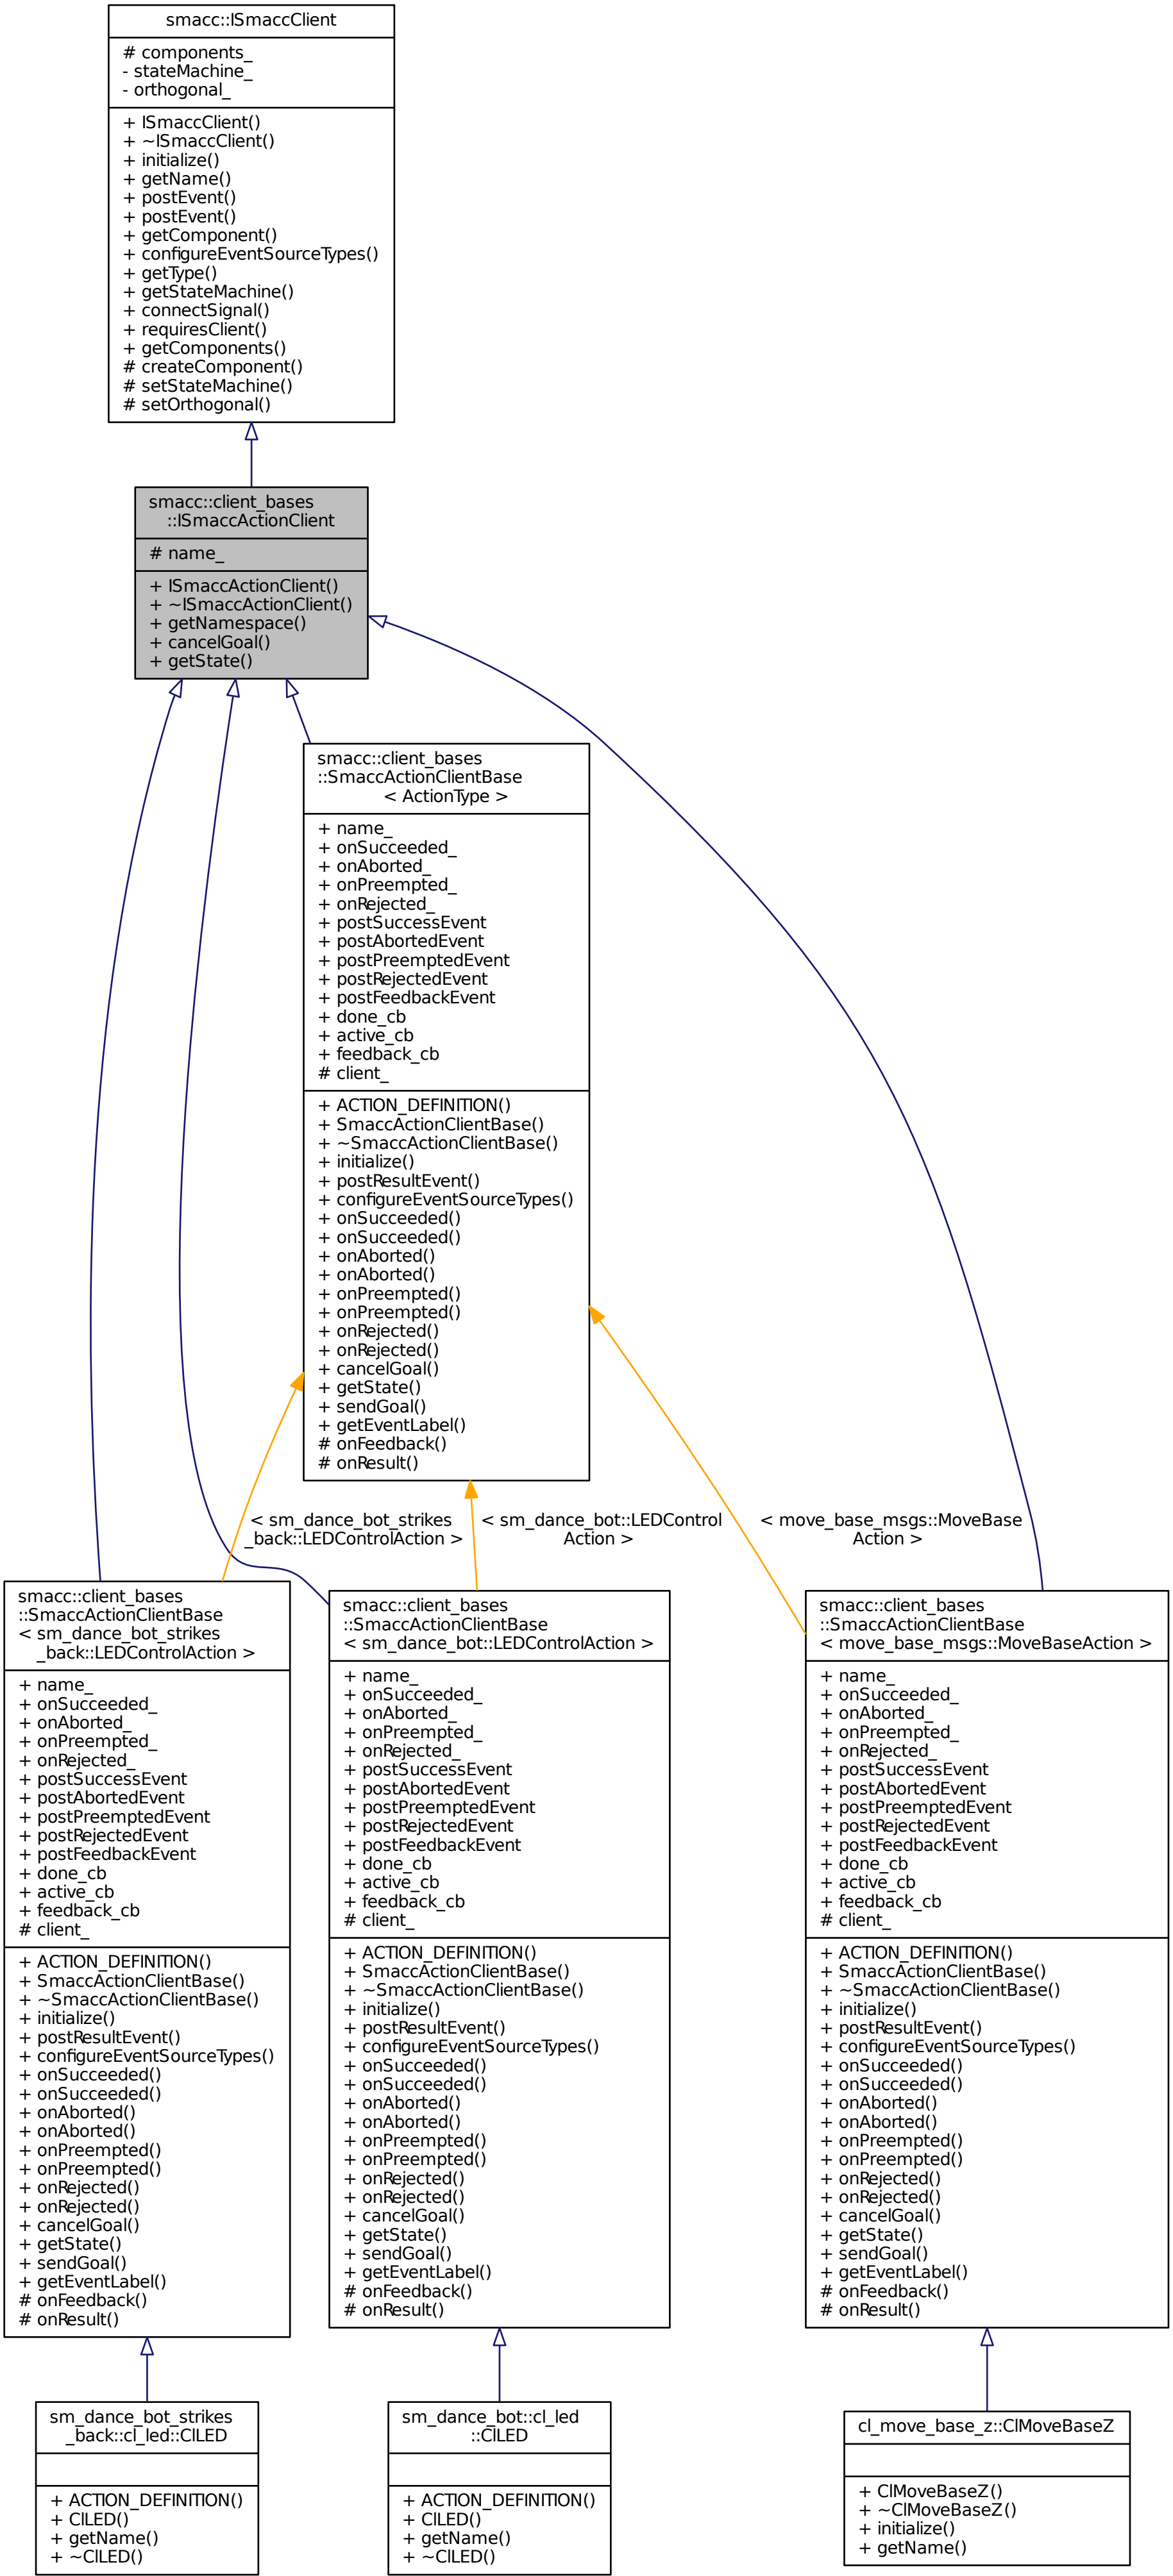 smacc::ISmaccClient
# components_
- stateMachine_
- orthogonal_
+ ISmaccClient()
+ ~ISmaccClient()
+ initialize()
+ getName()
+ postEvent()
+ postEvent()
+ getComponent()
+ configureEventSourceTypes()
+ getType()
+ getStateMachine()
+ connectSignal()
+ requiresClient()
+ getComponents()
# createComponent()
# setStateMachine()
# setOrthogonal()
smacc::client_bases
::ISmaccActionClient
# name_
+ ISmaccActionClient()
+ ~ISmaccActionClient()
+ getNamespace()
+ cancelGoal()
+ getState()
smacc::client_bases
::SmaccActionClientBase
< ActionType >
+ name_
+ onSucceeded_
+ onAborted_
+ onPreempted_
+ onRejected_
+ postSuccessEvent
+ postAbortedEvent
+ postPreemptedEvent
+ postRejectedEvent
+ postFeedbackEvent
+ done_cb
+ active_cb
+ feedback_cb
# client_
+ ACTION_DEFINITION()
+ SmaccActionClientBase()
+ ~SmaccActionClientBase()
+ initialize()
+ postResultEvent()
+ configureEventSourceTypes()
+ onSucceeded()
+ onSucceeded()
+ onAborted()
+ onAborted()
+ onPreempted()
+ onPreempted()
+ onRejected()
+ onRejected()
+ cancelGoal()
+ getState()
+ sendGoal()
+ getEventLabel()
# onFeedback()
# onResult()
< sm_dance_bot_strikes
_back::LEDControlAction >
< sm_dance_bot::LEDControl
Action >
< move_base_msgs::MoveBase
Action >
smacc::client_bases
::SmaccActionClientBase
< sm_dance_bot_strikes
_back::LEDControlAction >
+ name_
+ onSucceeded_
+ onAborted_
+ onPreempted_
+ onRejected_
+ postSuccessEvent
+ postAbortedEvent
+ postPreemptedEvent
+ postRejectedEvent
+ postFeedbackEvent
+ done_cb
+ active_cb
+ feedback_cb
# client_
+ ACTION_DEFINITION()
+ SmaccActionClientBase()
+ ~SmaccActionClientBase()
+ initialize()
+ postResultEvent()
+ configureEventSourceTypes()
+ onSucceeded()
+ onSucceeded()
+ onAborted()
+ onAborted()
+ onPreempted()
+ onPreempted()
+ onRejected()
+ onRejected()
+ cancelGoal()
+ getState()
+ sendGoal()
+ getEventLabel()
# onFeedback()
# onResult()
smacc::client_bases
::SmaccActionClientBase
< sm_dance_bot::LEDControlAction >
+ name_
+ onSucceeded_
+ onAborted_
+ onPreempted_
+ onRejected_
+ postSuccessEvent
+ postAbortedEvent
+ postPreemptedEvent
+ postRejectedEvent
+ postFeedbackEvent
+ done_cb
+ active_cb
+ feedback_cb
# client_
+ ACTION_DEFINITION()
+ SmaccActionClientBase()
+ ~SmaccActionClientBase()
+ initialize()
+ postResultEvent()
+ configureEventSourceTypes()
+ onSucceeded()
+ onSucceeded()
+ onAborted()
+ onAborted()
+ onPreempted()
+ onPreempted()
+ onRejected()
+ onRejected()
+ cancelGoal()
+ getState()
+ sendGoal()
+ getEventLabel()
# onFeedback()
# onResult()
smacc::client_bases
::SmaccActionClientBase
< move_base_msgs::MoveBaseAction >
+ name_
+ onSucceeded_
+ onAborted_
+ onPreempted_
+ onRejected_
+ postSuccessEvent
+ postAbortedEvent
+ postPreemptedEvent
+ postRejectedEvent
+ postFeedbackEvent
+ done_cb
+ active_cb
+ feedback_cb
# client_
+ ACTION_DEFINITION()
+ SmaccActionClientBase()
+ ~SmaccActionClientBase()
+ initialize()
+ postResultEvent()
+ configureEventSourceTypes()
+ onSucceeded()
+ onSucceeded()
+ onAborted()
+ onAborted()
+ onPreempted()
+ onPreempted()
+ onRejected()
+ onRejected()
+ cancelGoal()
+ getState()
+ sendGoal()
+ getEventLabel()
# onFeedback()
# onResult()
sm_dance_bot_strikes
_back::cl_led::ClLED
+ ACTION_DEFINITION()
+ ClLED()
+ getName()
+ ~ClLED()
sm_dance_bot::cl_led
::ClLED
+ ACTION_DEFINITION()
+ ClLED()
+ getName()
+ ~ClLED()
cl_move_base_z::ClMoveBaseZ
+ ClMoveBaseZ()
+ ~ClMoveBaseZ()
+ initialize()
+ getName()